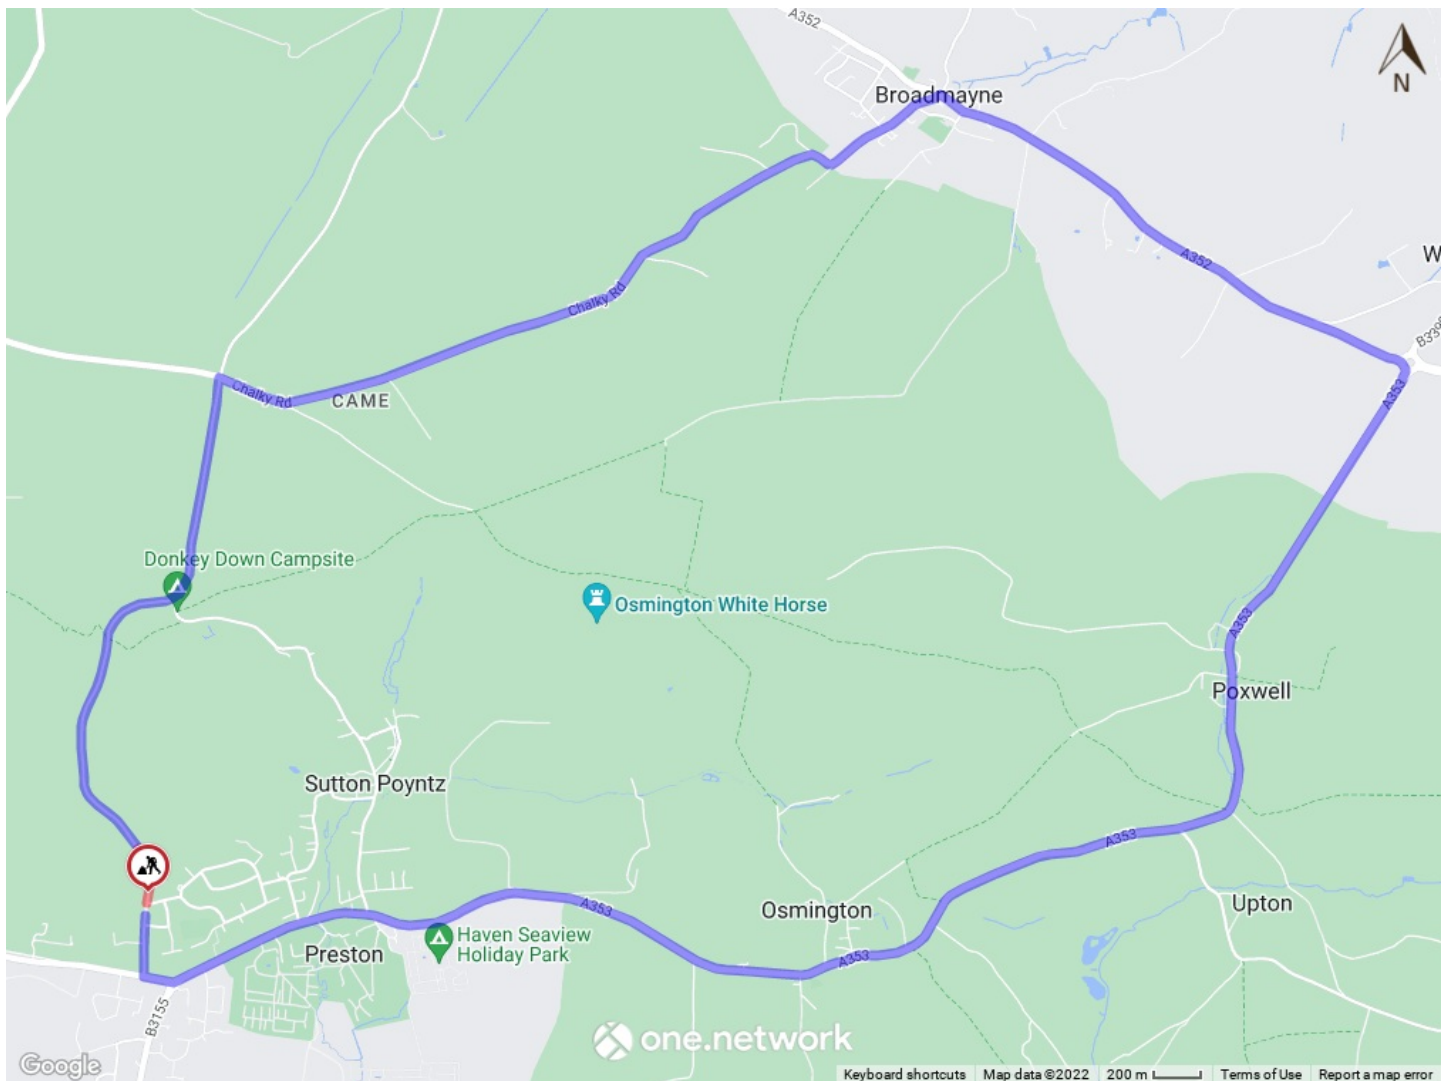 A352
N
Broadmayne
A352
W
B339
Chalky Rd
A353
Chalky Rd
CAME
Donkey Down Campsite
Osmington White Horse
A353
Poxwell
Sutton Poyntz
A353
A353
Osmington
Upton
Haven Seaview
Holiday Park
Preston
A353
B3155
one.network
Google
Keyboard shortcuts
Map data ©2022
200 m
Terms of Use
Report a map error